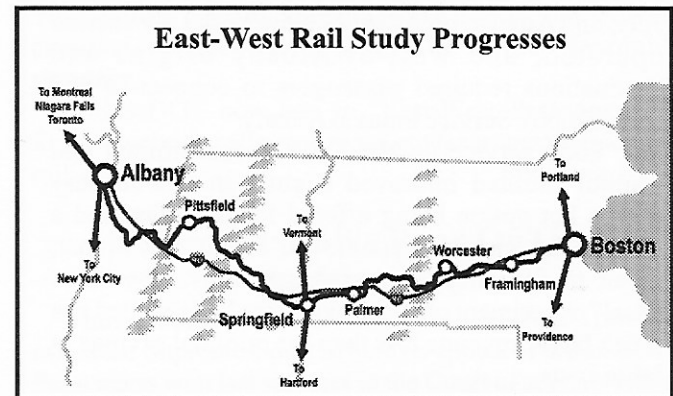 East-West Rail Study Progresses
To Montreal
Niagara Falls
Toronto
Albany
To
Portland
Pittsfield
To
Vermont
Boston
Worcester
To
New York City
Framingham
Springfield
Palmer
To
Providence
To
Hartford